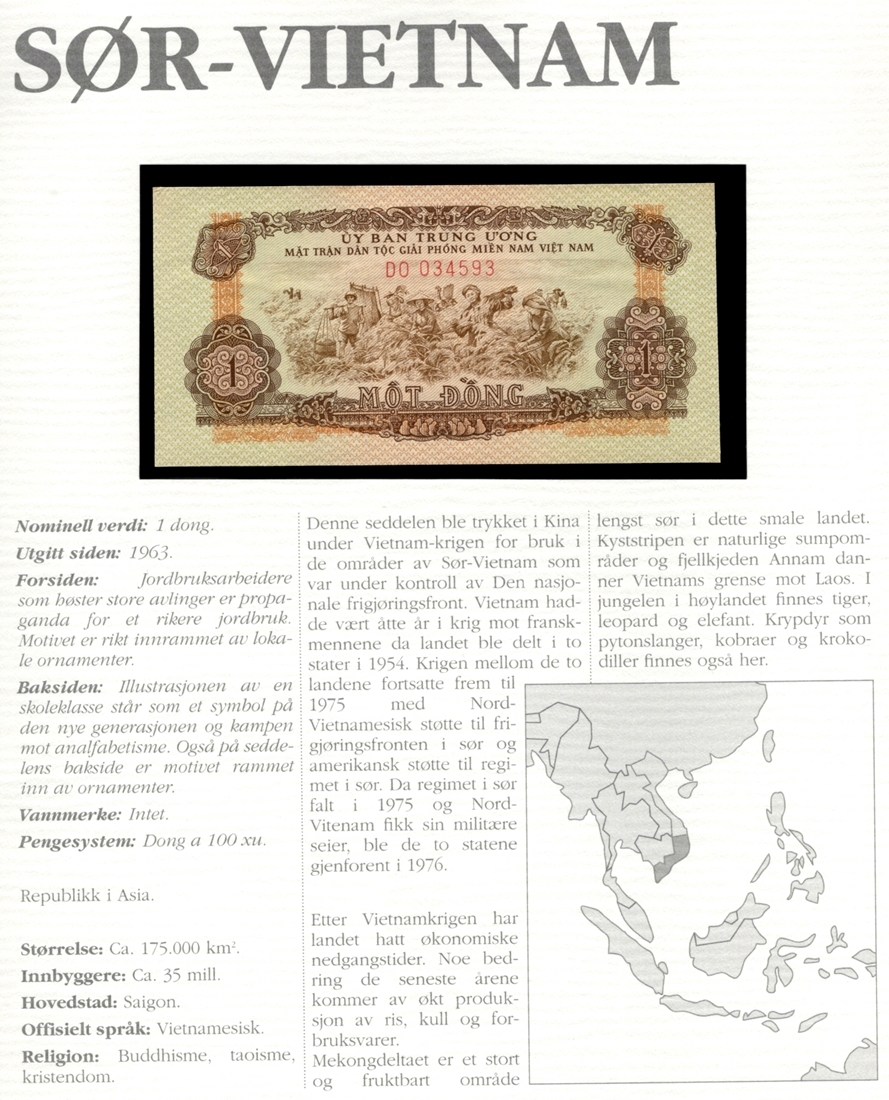 SØR-VIETNAM
ỦY BAN TRUNG ƯƠNG
MẶT TRẬN DÂN TỘC GIẢI PHÓNG MIỀN NAM VIỆT NAM
DO 034593
1
1
MỘT ĐỒNG
Nominell verdi: 1 dong.
Utgitt siden: 1963.
Forsiden: Jordbruksarbeidere
som høster store avlinger er propa-
ganda for et rikere jordbruk.
Motivet er rikt innrammet av loka-
le ornamenter.
Baksiden: Illustrasjonen av en
skoleklasse står som et symbol på
den nye generasjonen og kampen
mot analfabetisme. Også på sedde-
lens bakside er motivet rammet
inn av ornamenter.
Vannmerke: Intet.
Pengesystem: Dong a 100 xu.
Republikk i Asia.
Størrelse: Ca. 175.000 km².
Innbyggere: Ca. 35 mill.
Hovedstad: Saigon.
Offisielt språk: Vietnamesisk.
Religion: Buddhisme, taoisme,
kristendom.
Denne seddelen ble trykket i Kina
under Vietnam-krigen for bruk i
de områder av Sør-Vietnam som
var under kontroll av Den nasjo-
nale frigjøringsfront. Vietnam had-
de vært åtte år i krig mot fransk-
mennene da landet ble delt i to
stater i 1954. Krigen mellom de to
landene fortsatte frem til
1975 med Nord-
Vietnamesisk støtte til fri-
gjøringsfronten i sør og
amerikansk støtte til regi-
met i sør. Da regimet i sør
falt i 1975 og Nord-
Vitenam fikk sin militære
seier, ble de to statene
gjenforent i 1976.
Etter Vietnamkrigen har
landet hatt økonomiske
nedgangstider. Noe bed-
ring de seneste årene
kommer av økt produk-
sjon av ris, kull og for-
bruksvarer.
Mekongdeltaet er et stort
og fruktbart område
lengst sør i dette smale landet.
Kyststripen er naturlige sumpom-
råder og fjellkjeden Annam dan-
ner Vietnams grense mot Laos. I
jungelen i høylandet finnes tiger,
leopard og elefant. Krypdyr som
pytonslanger, kobraer og kroko-
diller finnes også her.